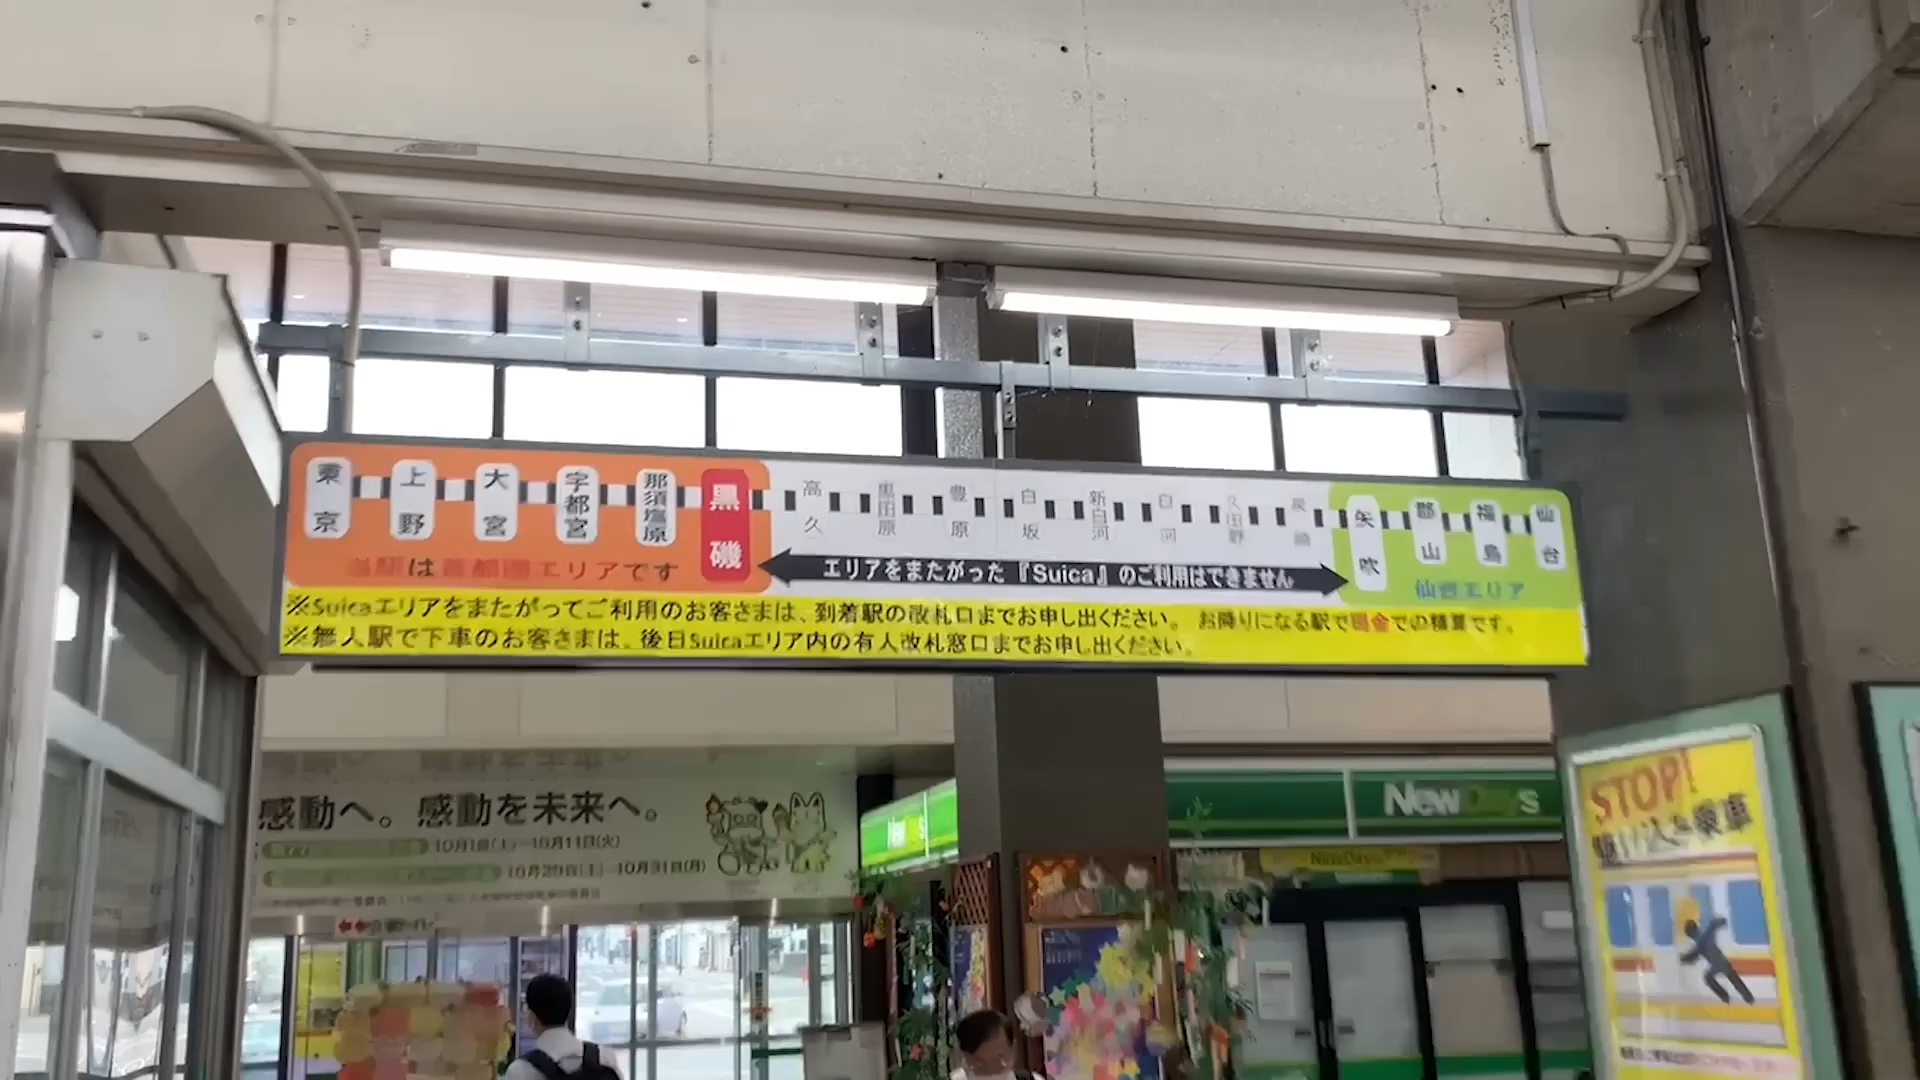 東京 上野 大宮 宇都宮 那須塩原 黒磯 高久 黒田原 豊原 白坂 新白河 白河 久田野 泉崎 矢吹 郡山 福島 仙台
当駅は首都圏エリアです
エリアをまたがった『Suica』のご利用はできません
仙台エリア
※Suicaエリアをまたがってご利用のお客さまは、到着駅の改札口までお申し出ください。 お降りになる駅で現金での精算です。
※無人駅で下車のお客さまは、後日Suicaエリア内の有人改札窓口までお申し出ください。
感動へ。感動を未来へ。
10月1日(土)―10月11日(火)
10月29日(土)―10月31日(月)
NewDays
NewDays
NewDays
STOP!
駆け込み乗車